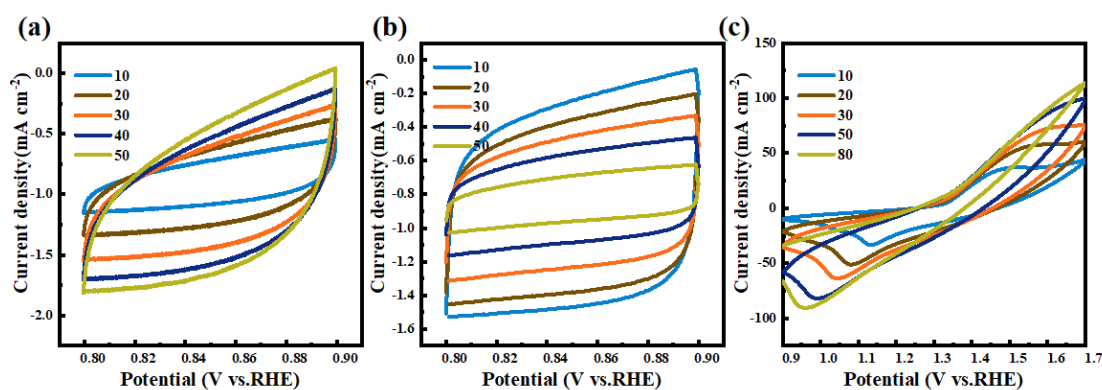 (a)
0.0
-0.5
-1.0
-1.5
-2.0
Current density(mA cm-2)
10
20
30
40
50
0.80 0.82 0.84 0.86 0.88 0.90
Potential (V vs.RHE)
(b)
0.0
-0.2
-0.4
-0.6
-0.8
-1.0
-1.2
-1.4
-1.6
Current density(mA cm-2)
10
20
30
40
50
0.80 0.82 0.84 0.86 0.88 0.90
Potential (V vs.RHE)
(c)
150
100
50
0
-50
-100
Current density(mA cm-2)
10
20
30
50
80
0.9 1.0 1.1 1.2 1.3 1.4 1.5 1.6 1.7
Potential (V vs.RHE)